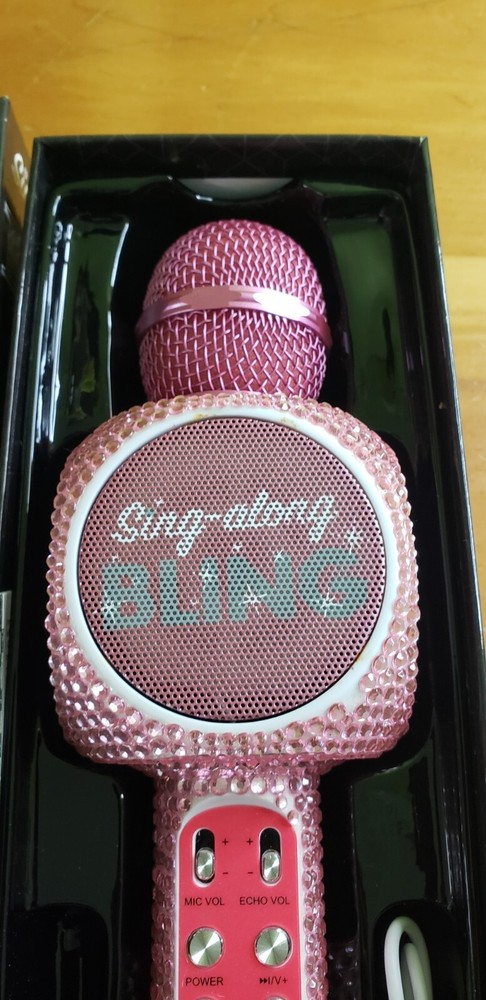 Sing-along
BLING
+ +
- -
MIC VOL ECHO VOL
POWER ⏭/V+